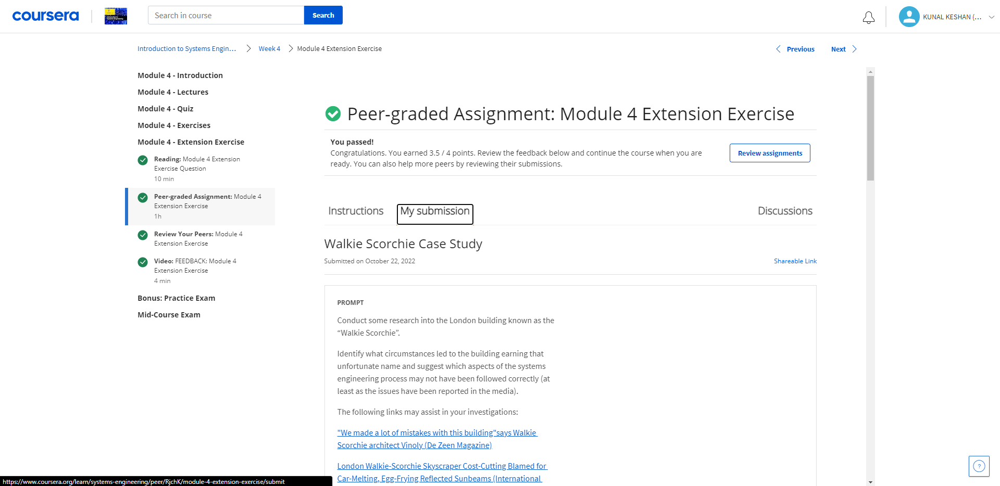 coursera
Search in course
Search
KUNAL KESHAN (...
Introduction to Systems Engin...
Week 4
Module 4 Extension Exercise
Previous
Next
Module 4 - Introduction
Module 4 - Lectures
Module 4 - Quiz
Module 4 - Exercises
Module 4 - Extension Exercise
Reading: Module 4 Extension
Exercise Question
10 min
Peer-graded Assignment: Module 4
Extension Exercise
1h
Review Your Peers: Module 4
Extension Exercise
Video: FEEDBACK: Module 4
Extension Exercise
4 min
Bonus: Practice Exam
Mid-Course Exam
Peer-graded Assignment: Module 4 Extension Exercise
You passed!
Congratulations. You earned 3.5 / 4 points. Review the feedback below and continue the course when you are
ready. You can also help more peers by reviewing their submissions.
Review assignments
Instructions
My submission
Discussions
Walkie Scorchie Case Study
Submitted on October 22, 2022
Shareable Link
PROMPT
Conduct some research into the London building known as the
“Walkie Scorchie”.
Identify what circumstances led to the building earning that
unfortunate name and suggest which aspects of the systems
engineering process may not have been followed correctly (at
least as the issues have been reported in the media).
The following links may assist in your investigations:
"We made a lot of mistakes with this building"says Walkie
Scorchie architect Vinoly (De Zeen Magazine)
London Walkie-Scorchie Skyscraper Cost-Cutting Blamed for
Car-Melting, Egg-Frying Reflected Sunbeams (International
?
https://www.coursera.org/learn/systems-engineering/peer/RjchK/module-4-extension-exercise/submit